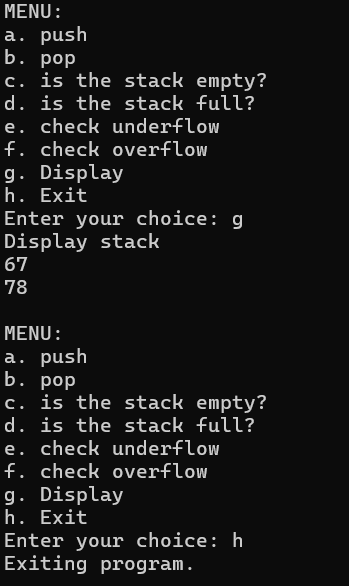 MENU:
a. push
b. pop
c. is the stack empty?
d. is the stack full?
e. check underflow
f. check overflow
g. Display
h. Exit
Enter your choice: g
Display stack
67
78

MENU:
a. push
b. pop
c. is the stack empty?
d. is the stack full?
e. check underflow
f. check overflow
g. Display
h. Exit
Enter your choice: h
Exiting program.